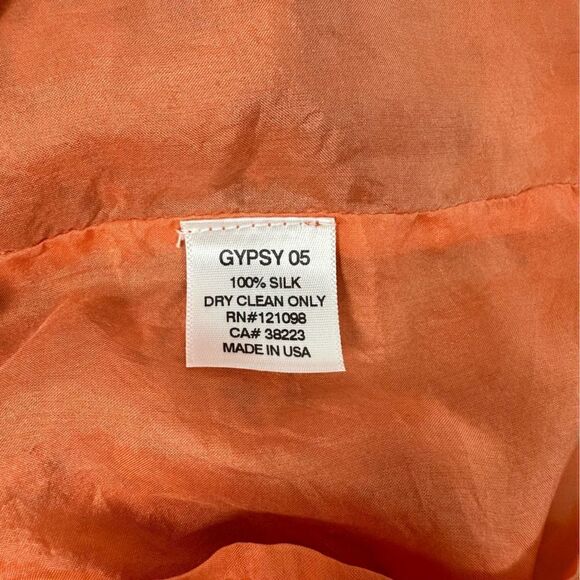 GYPSY 05
100% SILK
DRY CLEAN ONLY
RN#121098
CA# 38223
MADE IN USA